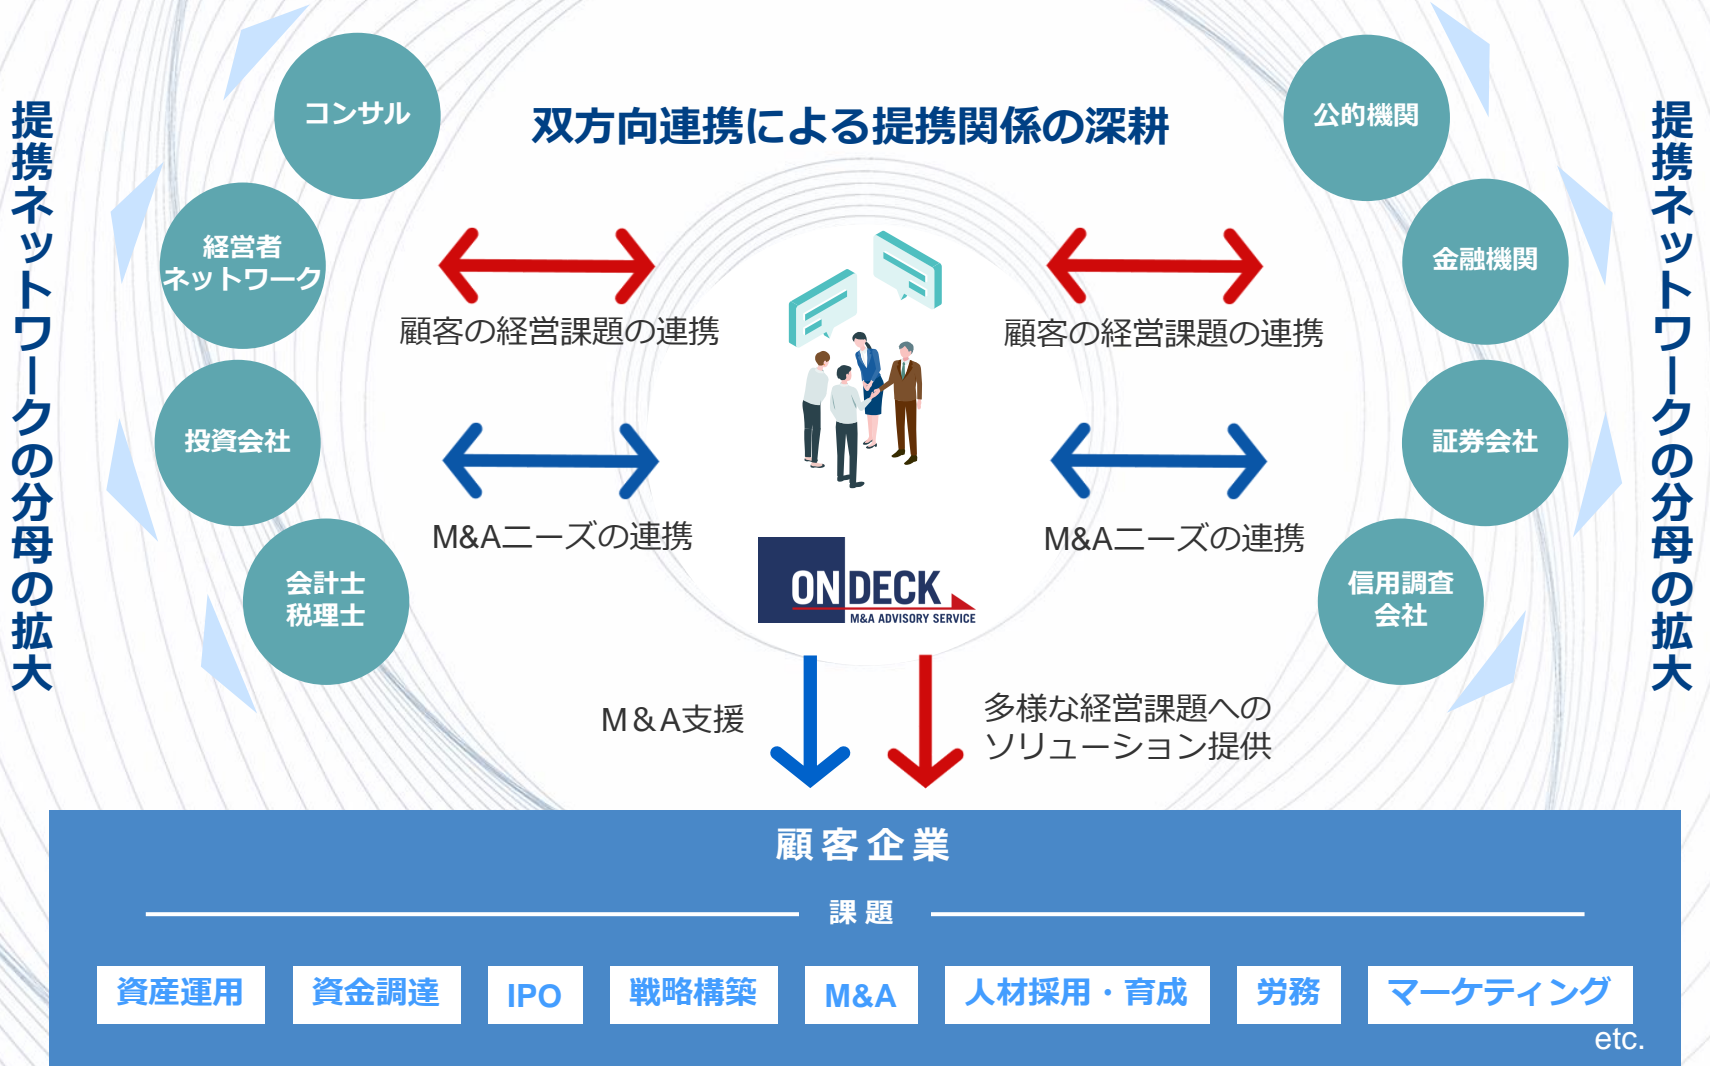 双方向連携による提携関係の深耕
提携ネットワークの分母の拡大
コンサル
経営者
ネットワーク
投資会社
会計士
税理士
顧客の経営課題の連携
M&Aニーズの連携
ONDECK
M&A ADVISORY SERVICE
顧客の経営課題の連携
M&Aニーズの連携
公的機関
金融機関
証券会社
信用調査
会社
提携ネットワークの分母の拡大
M&A支援
多様な経営課題への
ソリューション提供
顧客企業
課題
資産運用
資金調達
IPO
戦略構築
M&A
人材採用・育成
労務
マーケティング
etc.